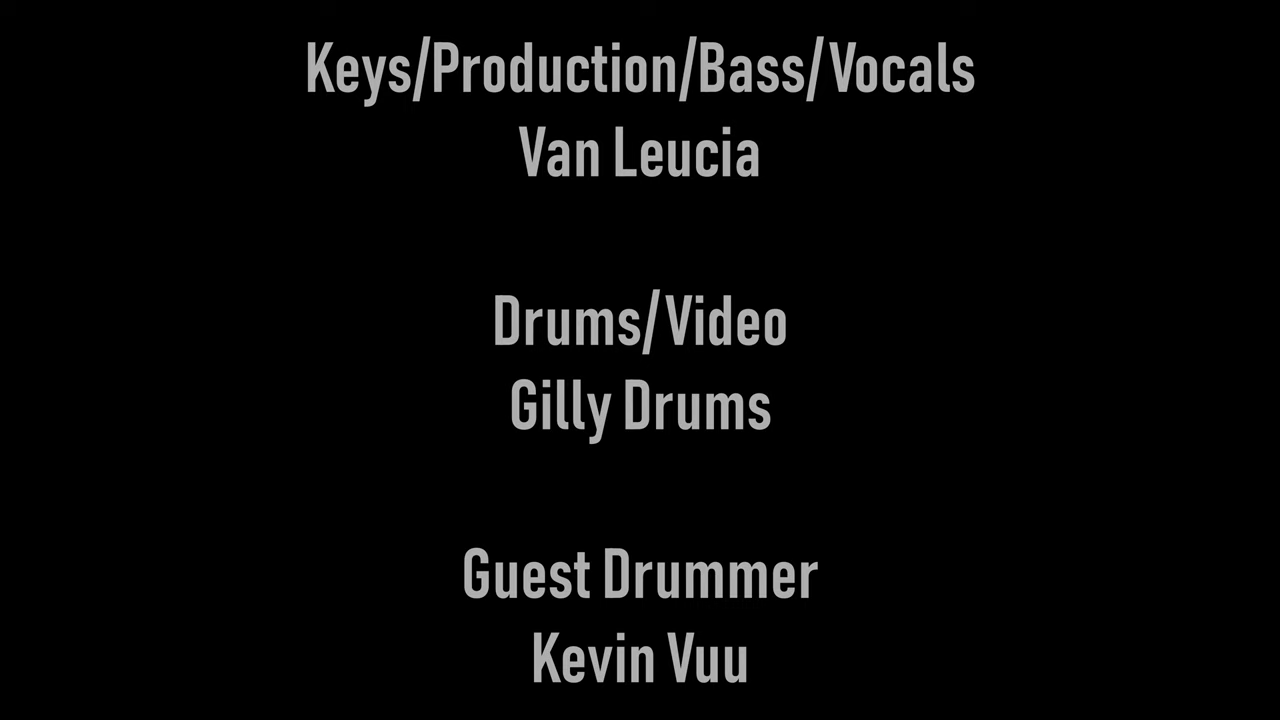 Keys/Production/Bass/Vocals
Van Leucia
Drums/Video
Gilly Drums
Guest Drummer
Kevin Vuu